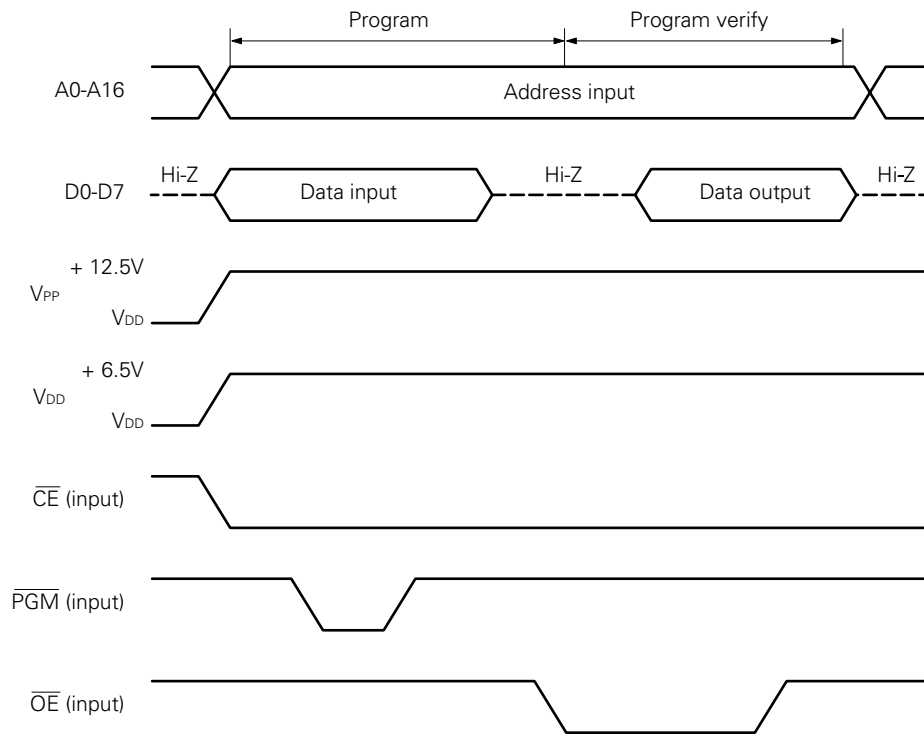 Program
Program verify
A0-A16
Address input
Hi-Z
Hi-Z
Hi-Z
D0-D7
Data input
Data output
+ 12.5V
VPP
VDD
+ 6.5V
VDD
VDD
CE (input)
PGM (input)
OE (input)